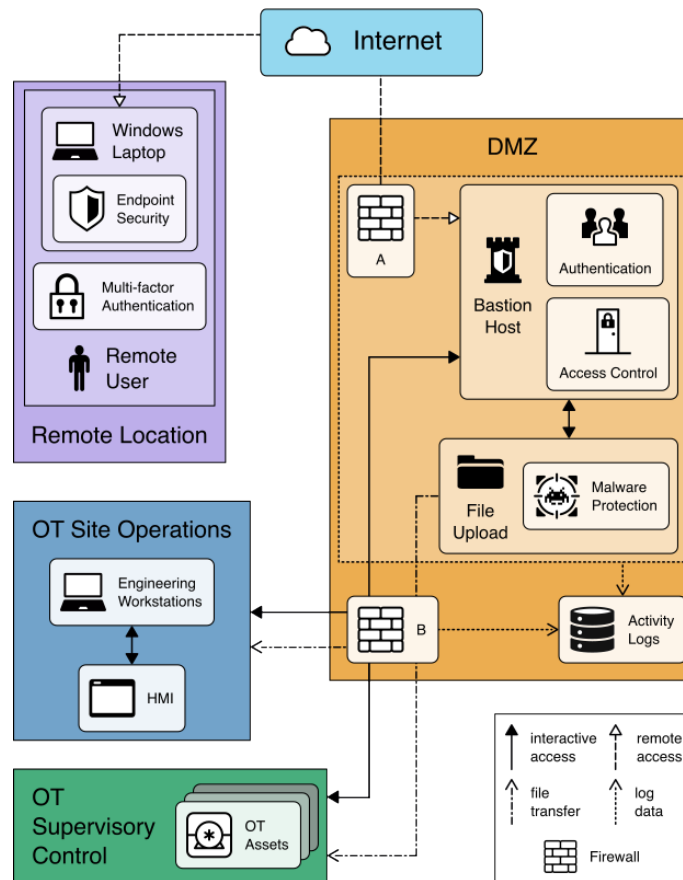 Internet
Windows
Laptop
Endpoint
Security
Multi-factor
Authentication
Remote
User
Remote Location
DMZ
A
Bastion
Host
Authentication
Access Control
File
Upload
Malware
Protection
B
Activity
Logs
OT Site Operations
Engineering
Workstations
HMI
OT
Supervisory
Control
OT
Assets
interactive
access
remote
access
file
transfer
log
data
Firewall